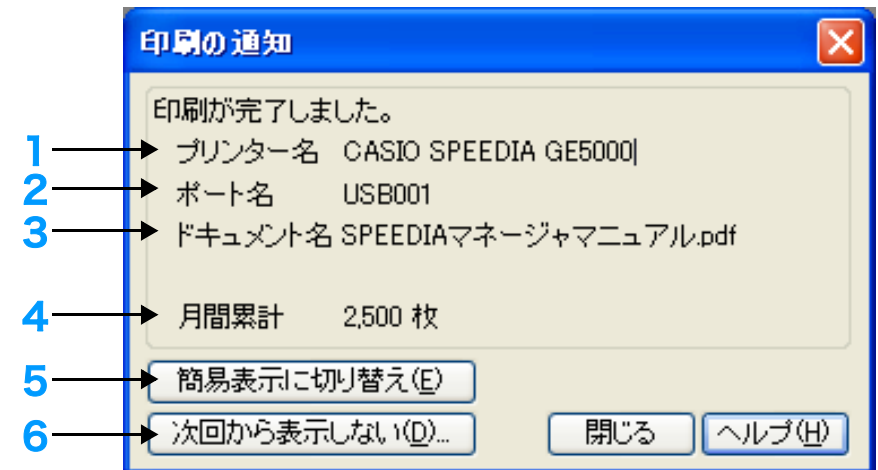 印刷の通知
印刷が完了しました。
1 プリンター名 CASIO SPEEDIA GE5000
2 ポート名 USB001
3 ドキュメント名 SPEEDIAマネージャマニュアル.pdf
4 月間累計 2,500 枚
5 簡易表示に切り替え(E)
6 次回から表示しない(D)... 閉じる ヘルプ(H)